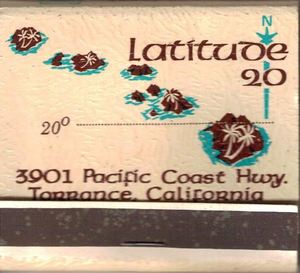 N
Latitude
20
20°
3901 Pacific Coast Hwy.
Torrance, California